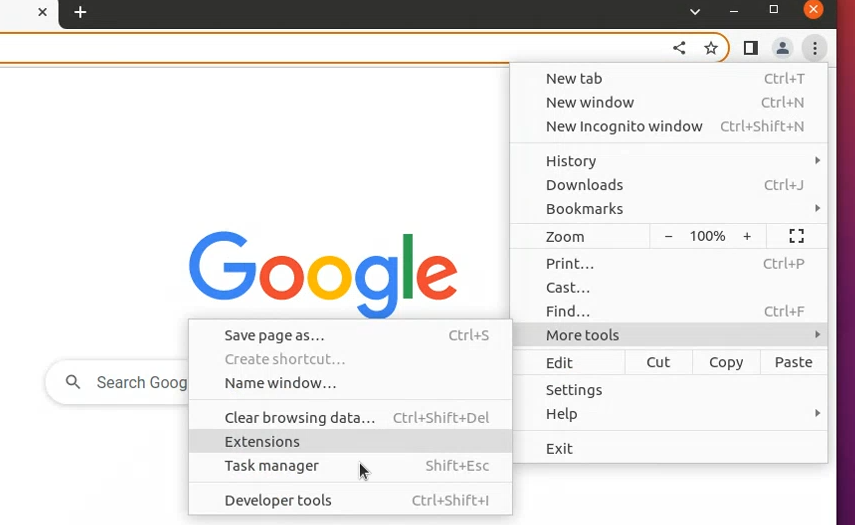 New tab Ctrl+T
New window Ctrl+N
New Incognito window Ctrl+Shift+N
History
Downloads Ctrl+J
Bookmarks
Zoom − 100% +
Print… Ctrl+P
Cast…
Find… Ctrl+F
More tools
Edit Cut Copy Paste
Settings
Help
Exit
Google
Search Goog
Save page as… Ctrl+S
Create shortcut…
Name window…
Clear browsing data… Ctrl+Shift+Del
Extensions
Task manager Shift+Esc
Developer tools Ctrl+Shift+I